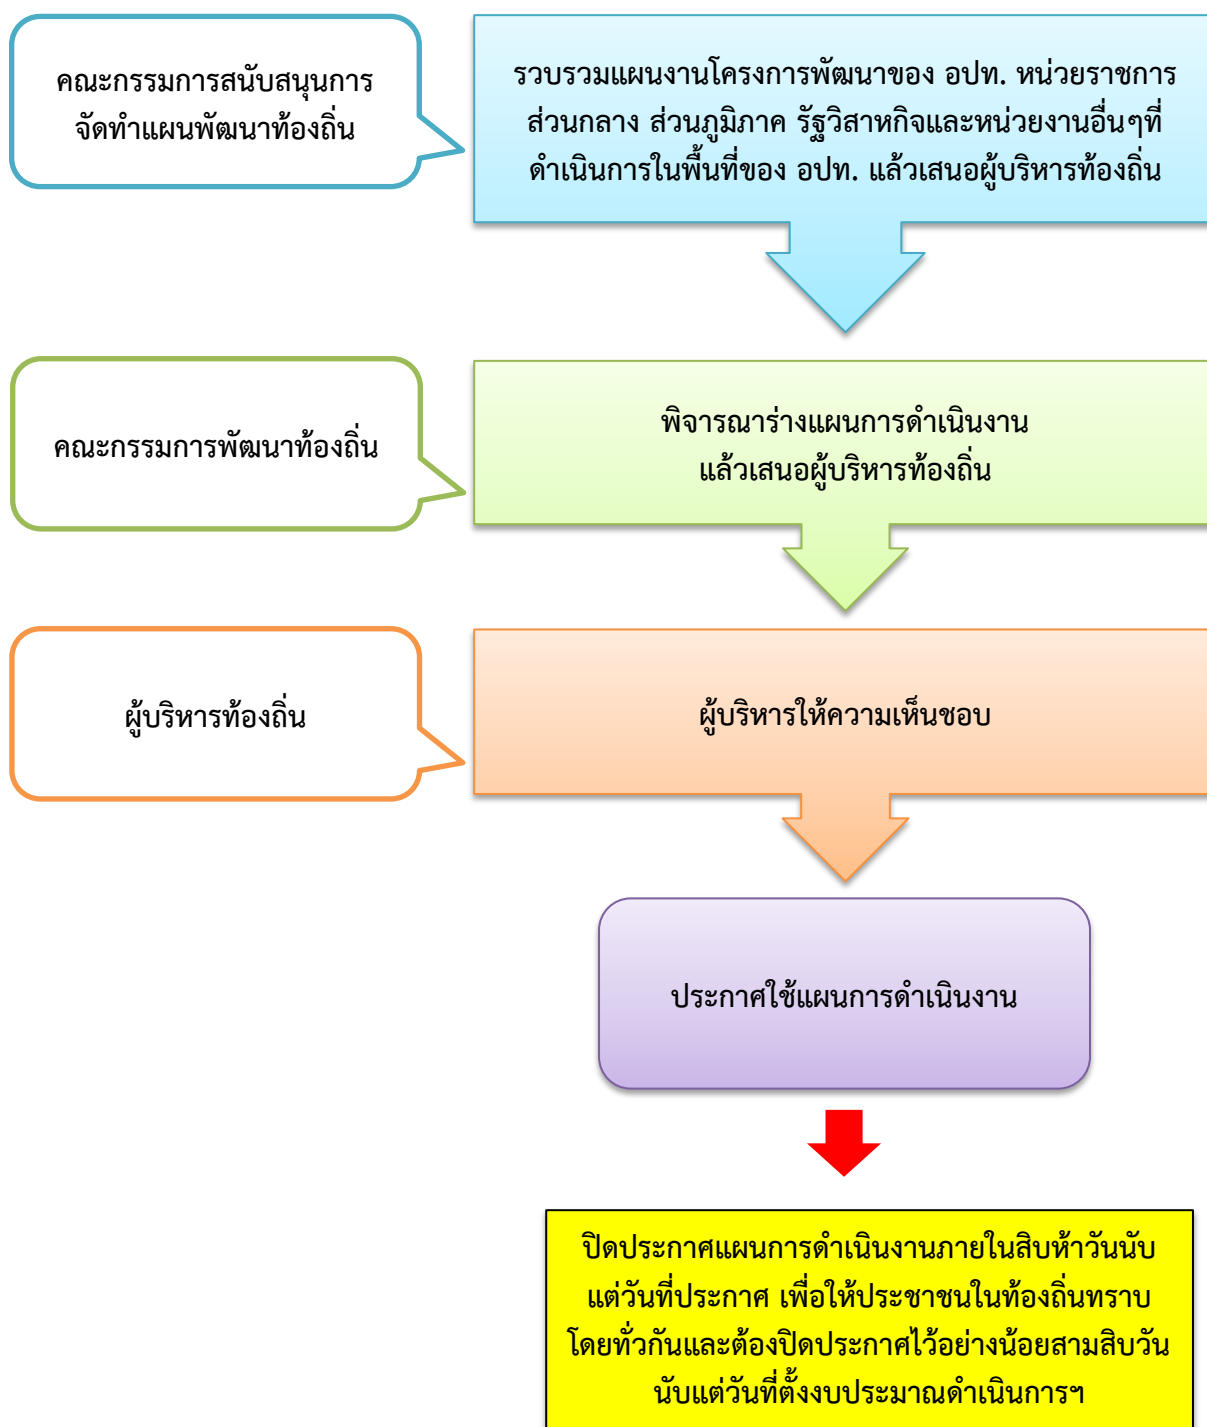 คณะกรรมการสนับสนุนการ
จัดทำแผนพัฒนาท้องถิ่น
รวบรวมแผนงานโครงการพัฒนาของ อปท. หน่วยราชการ
ส่วนกลาง ส่วนภูมิภาค รัฐวิสาหกิจและหน่วยงานอื่นๆที่
ดำเนินการในพื้นที่ของ อปท. แล้วเสนอผู้บริหารท้องถิ่น
คณะกรรมการพัฒนาท้องถิ่น
พิจารณาร่างแผนการดำเนินงาน
แล้วเสนอผู้บริหารท้องถิ่น
ผู้บริหารท้องถิ่น
ผู้บริหารให้ความเห็นชอบ
ประกาศใช้แผนการดำเนินงาน
ปิดประกาศแผนการดำเนินงานภายในสิบห้าวันนับ
แต่วันที่ประกาศ เพื่อให้ประชาชนในท้องถิ่นทราบ
โดยทั่วกันและต้องปิดประกาศไว้อย่างน้อยสามสิบวัน
นับแต่วันที่ตั้งงบประมาณดำเนินการฯ